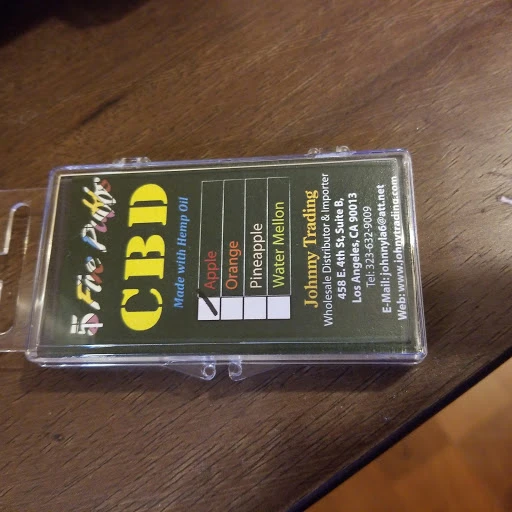 5 Five Puffs
CBD
Made with Hemp Oil
Apple
Orange
Pineapple
Water Mellon
Johnny Trading
Wholesale Distributor & Importer
458 E. 4th St, Suite B,
Los Angeles, CA 90013
Tel: 323-632-9009
E-Mail: johnnyla6@att.net
Web: www.johnytrading.com